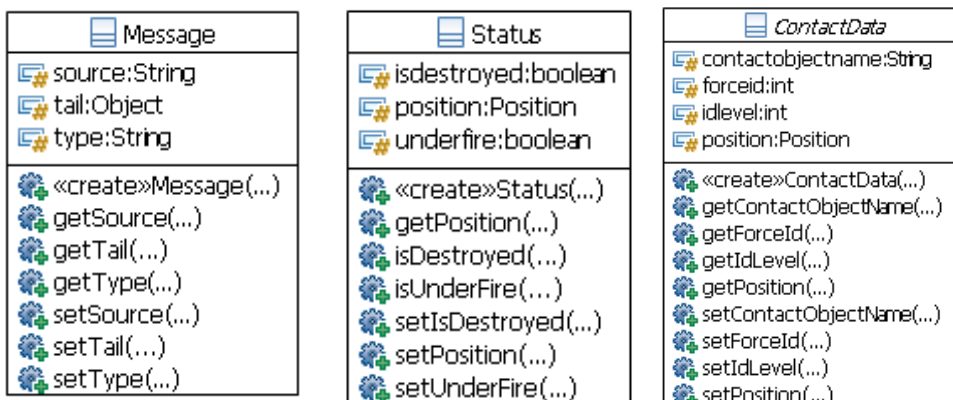 Message
source:String
tail:Object
type:String
«create»Message(...)
getSource(...)
getTail(...)
getType(...)
setSource(...)
setTail(...)
setType(...)
Status
isdestroyed:boolean
position:Position
underfire:boolean
«create»Status(...)
getPosition(...)
isDestroyed(...)
isUnderFire(...)
setIsDestroyed(...)
setPosition(...)
setUnderFire(...)
ContactData
contactobjectname:String
forceid:int
idlevel:int
position:Position
«create»ContactData(...)
getContactObjectName(...)
getForceId(...)
getIdLevel(...)
getPosition(...)
setContactObjectName(...)
setForceId(...)
setIdLevel(...)
setPosition(...)